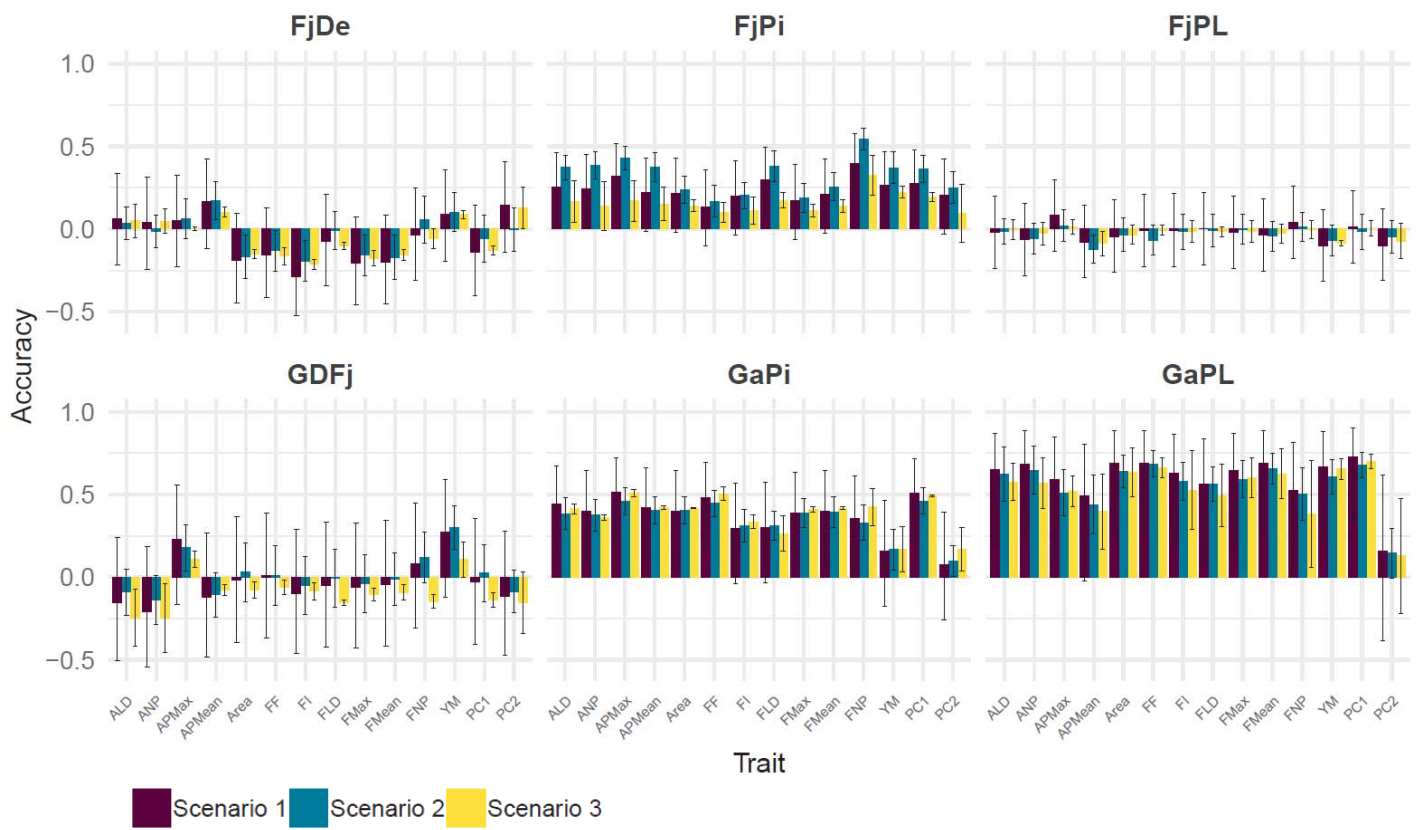 FjDe FjPi FjPL
1.0
0.5
0.0
−0.5
GDFj GaPi GaPL
1.0
0.5
0.0
−0.5
Accuracy
ALD ANP APMax APMean Area FF FI FLD FMax FMean FNP YM PC1 PC2 ALD ANP APMax APMean Area FF FI FLD FMax FMean FNP YM PC1 PC2 ALD ANP APMax APMean Area FF FI FLD FMax FMean FNP YM PC1 PC2
Trait
Scenario 1 Scenario 2 Scenario 3